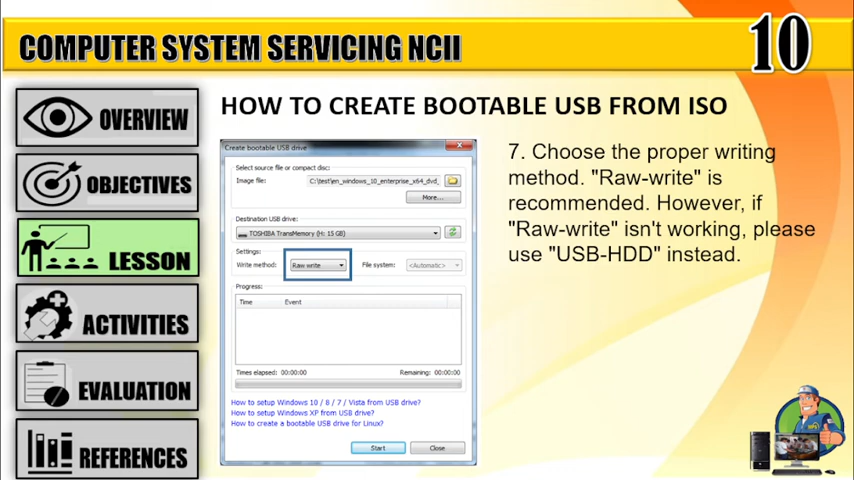 COMPUTER SYSTEM SERVICING NCII
10
OVERVIEW
OBJECTIVES
LESSON
ACTIVITIES
EVALUATION
REFERENCES
HOW TO CREATE BOOTABLE USB FROM ISO
Create bootable USB drive
Select source file or compact disc:
Image file: C:\test\en_windows_10_enterprise_x64_dvd_
More...
Destination USB drive:
TOSHIBA TransMemory (H: 15 GB)
Settings:
Write method: Raw write File system: <Automatic>
Progress:
Time Event
Times elapsed: 00:00:00 Remaining: 00:00:00
How to setup Windows 10 / 8 / 7 / Vista from USB drive?
How to setup Windows XP from USB drive?
How to create a bootable USB drive for Linux?
Start Close
7. Choose the proper writing
method. "Raw-write" is
recommended. However, if
"Raw-write" isn't working, please
use "USB-HDD" instead.